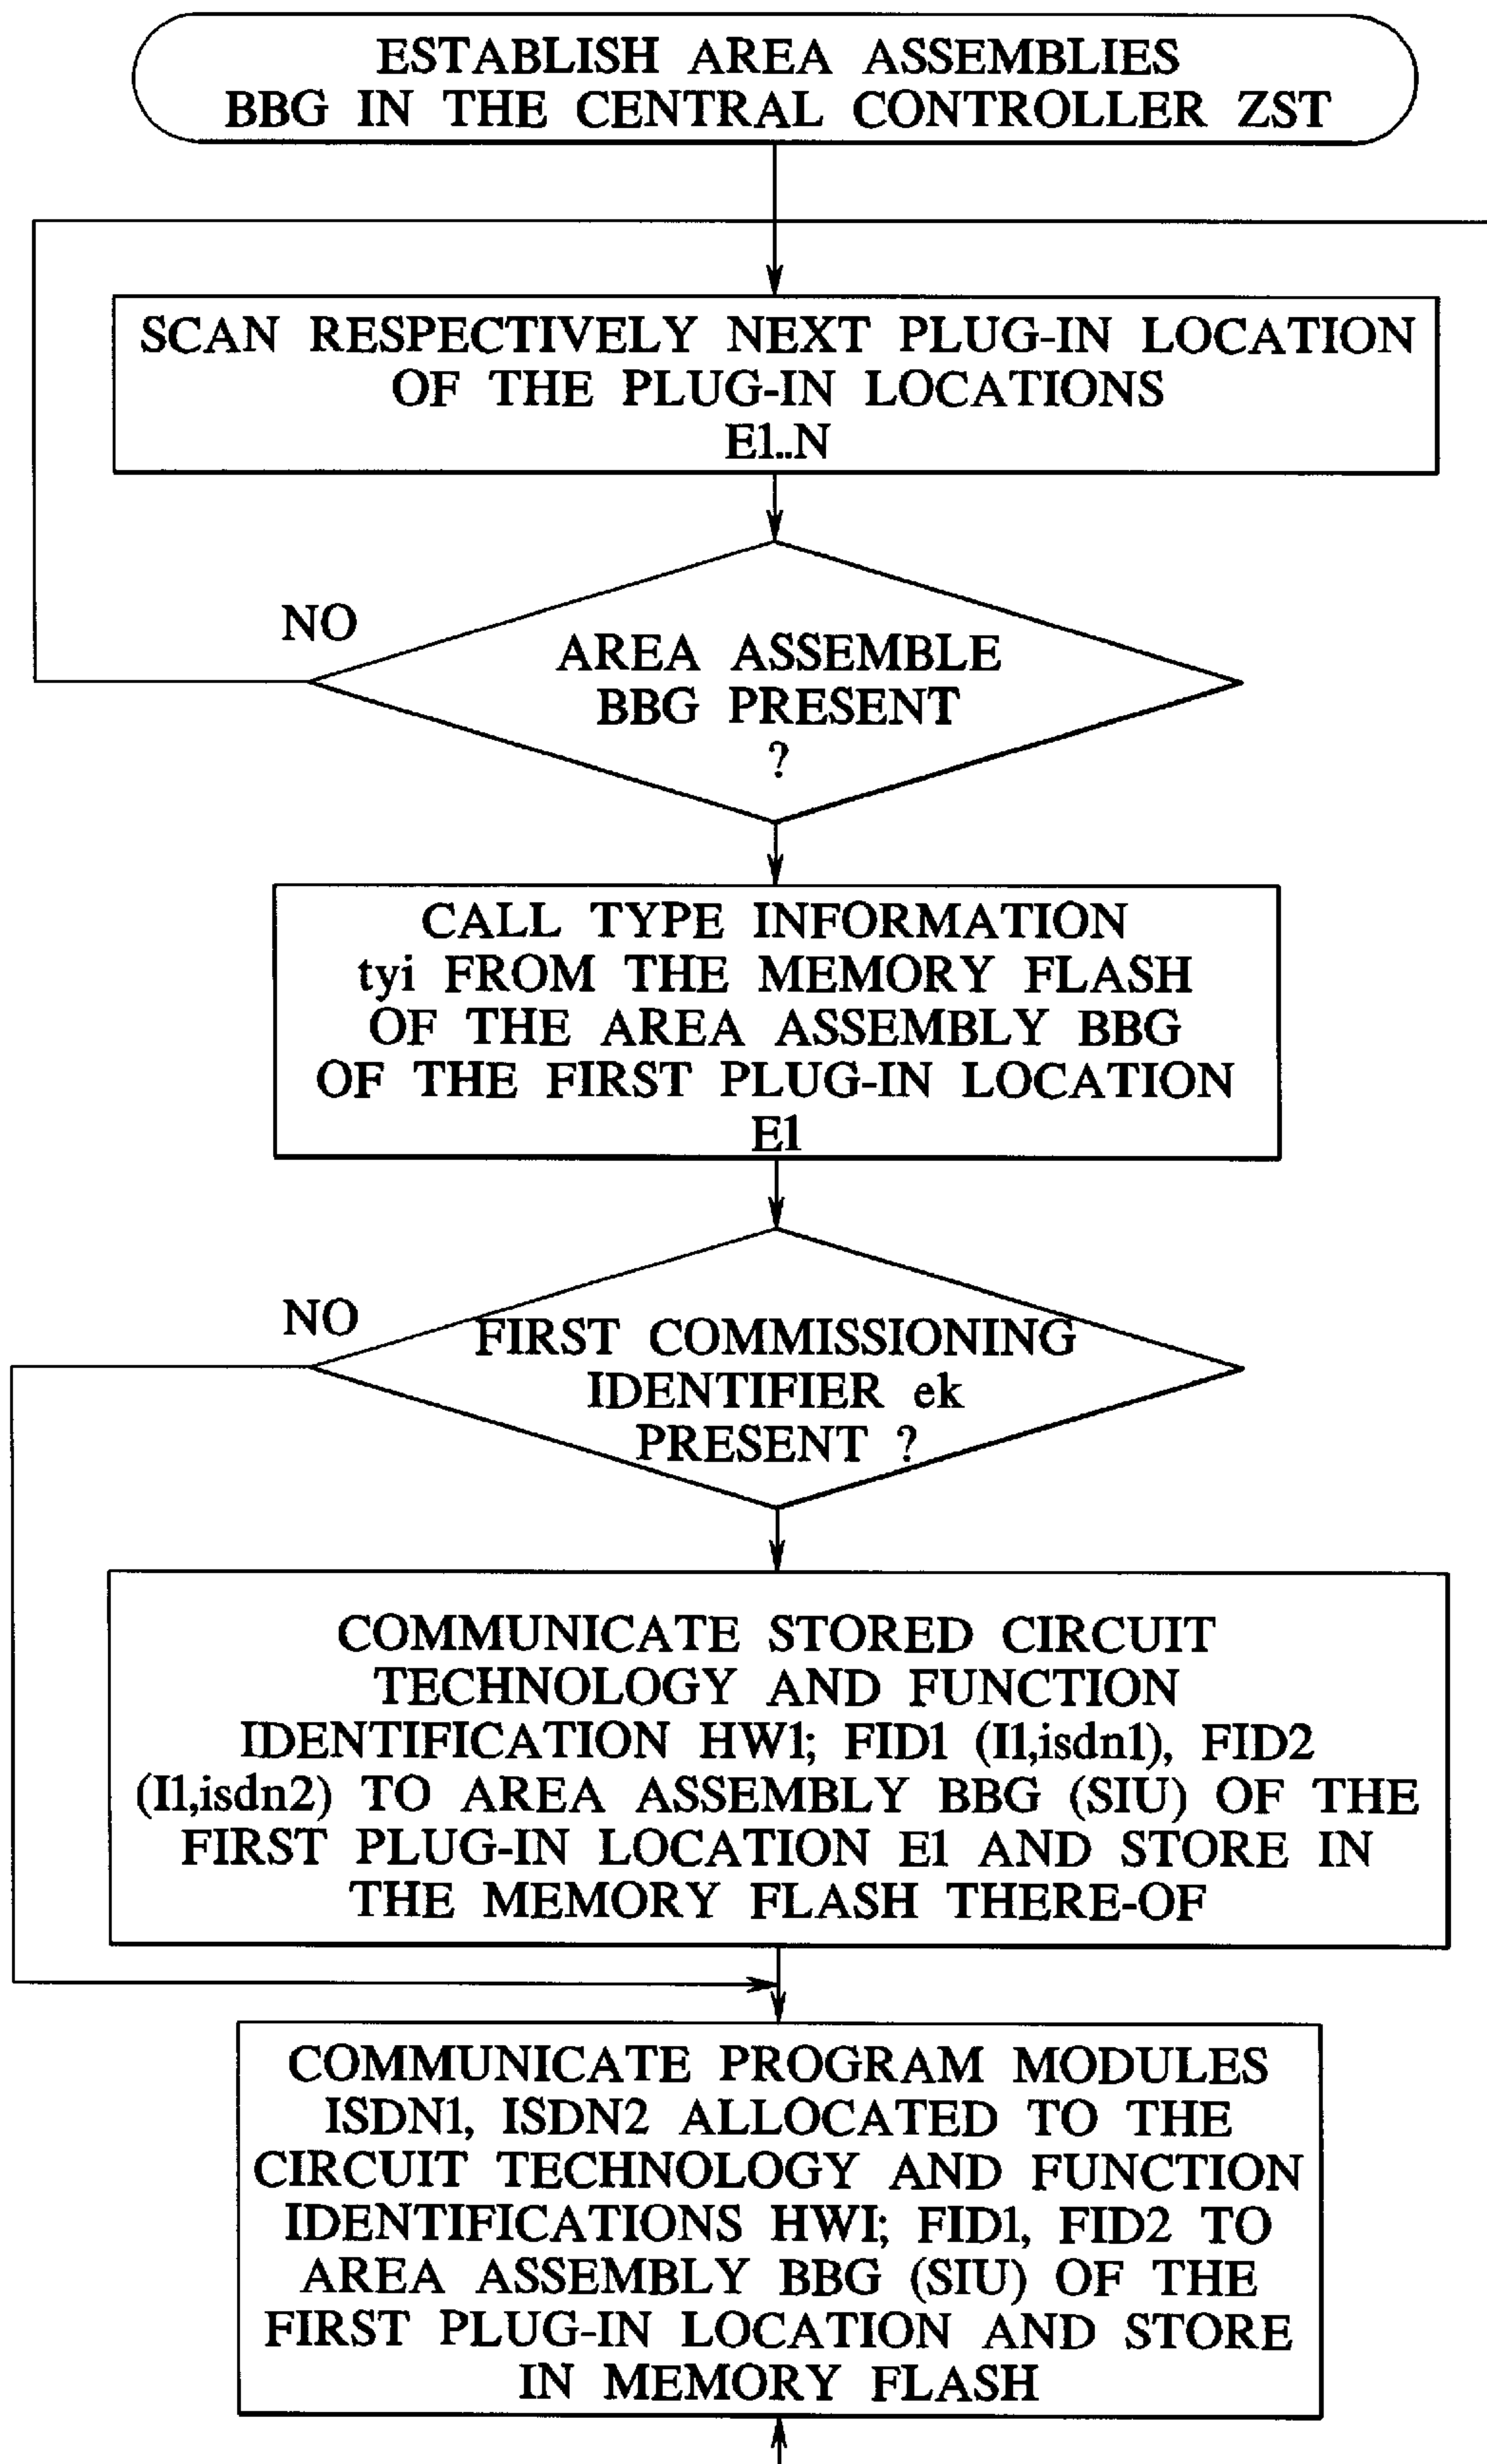 ESTABLISH AREA ASSEMBLIES
BBG IN THE CENTRAL CONTROLLER ZST
SCAN RESPECTIVELY NEXT PLUG-IN LOCATION
OF THE PLUG-IN LOCATIONS
E1..N
NO
AREA ASSEMBLE
BBG PRESENT
?
CALL TYPE INFORMATION
tyi FROM THE MEMORY FLASH
OF THE AREA ASSEMBLY BBG
OF THE FIRST PLUG-IN LOCATION
E1
NO
FIRST COMMISSIONING
IDENTIFIER ek
PRESENT ?
COMMUNICATE STORED CIRCUIT
TECHNOLOGY AND FUNCTION
IDENTIFICATION HW1; FID1 (I1,isdn1), FID2
(I1,isdn2) TO AREA ASSEMBLY BBG (SIU) OF THE
FIRST PLUG-IN LOCATION E1 AND STORE IN
THE MEMORY FLASH THERE-OF
COMMUNICATE PROGRAM MODULES
ISDN1, ISDN2 ALLOCATED TO THE
CIRCUIT TECHNOLOGY AND FUNCTION
IDENTIFICATIONS HWI; FID1, FID2 TO
AREA ASSEMBLY BBG (SIU) OF THE
FIRST PLUG-IN LOCATION AND STORE
IN MEMORY FLASH